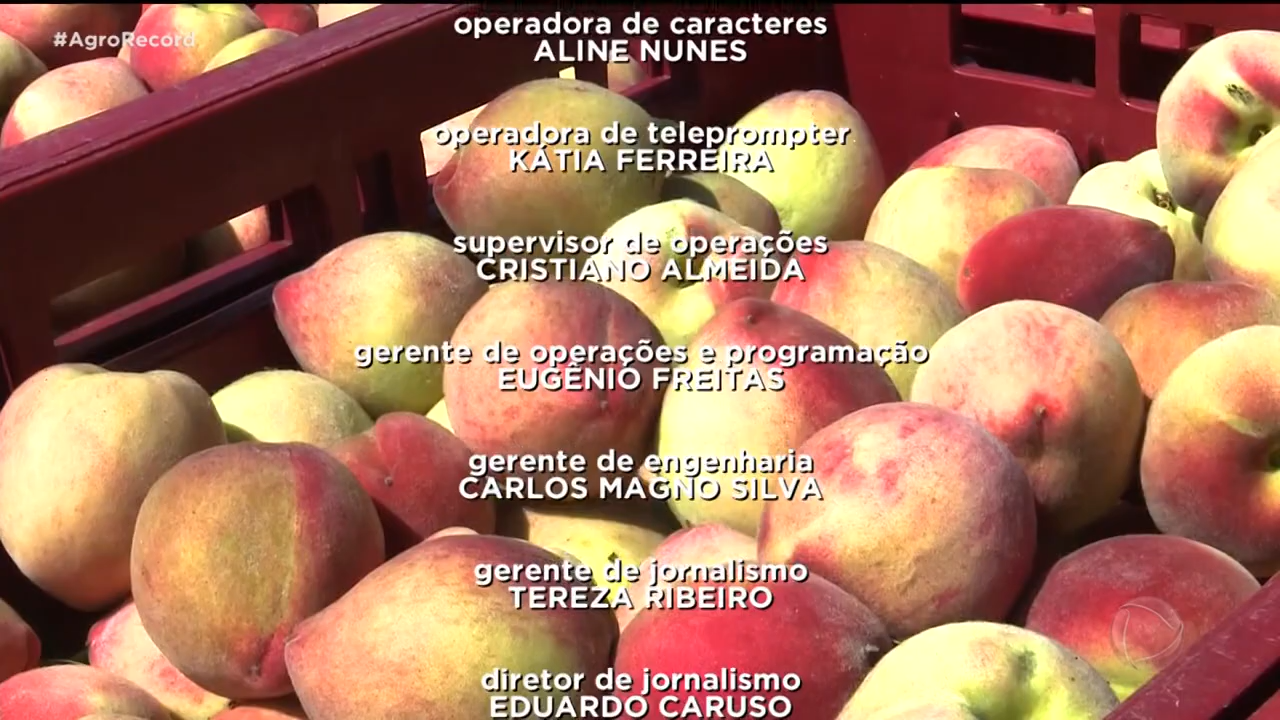 #AgroRecord
operadora de caracteres
ALINE NUNES
operadora de teleprompter
KÁTIA FERREIRA
supervisor de operações
CRISTIANO ALMEIDA
gerente de operações e programação
EUGÊNIO FREITAS
gerente de engenharia
CARLOS MAGNO SILVA
gerente de jornalismo
TEREZA RIBEIRO
diretor de jornalismo
EDUARDO CARUSO